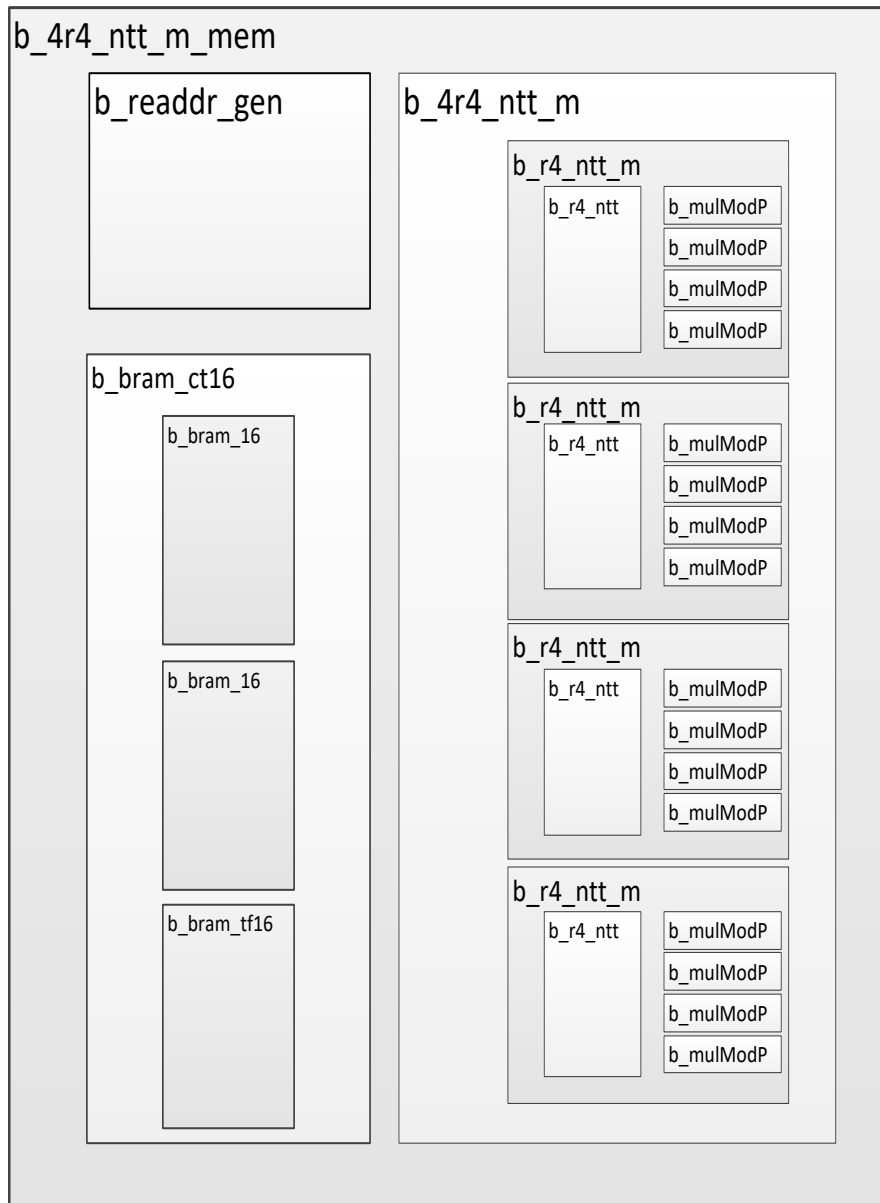 b_4r4_ntt_m_mem
b_readdr_gen
b_bram_ct16
b_bram_16
b_bram_16
b_bram_tf16
b_4r4_ntt_m
b_r4_ntt_m
b_r4_ntt
b_mulModP
b_mulModP
b_mulModP
b_mulModP
b_r4_ntt_m
b_r4_ntt
b_mulModP
b_mulModP
b_mulModP
b_mulModP
b_r4_ntt_m
b_r4_ntt
b_mulModP
b_mulModP
b_mulModP
b_mulModP
b_r4_ntt_m
b_r4_ntt
b_mulModP
b_mulModP
b_mulModP
b_mulModP